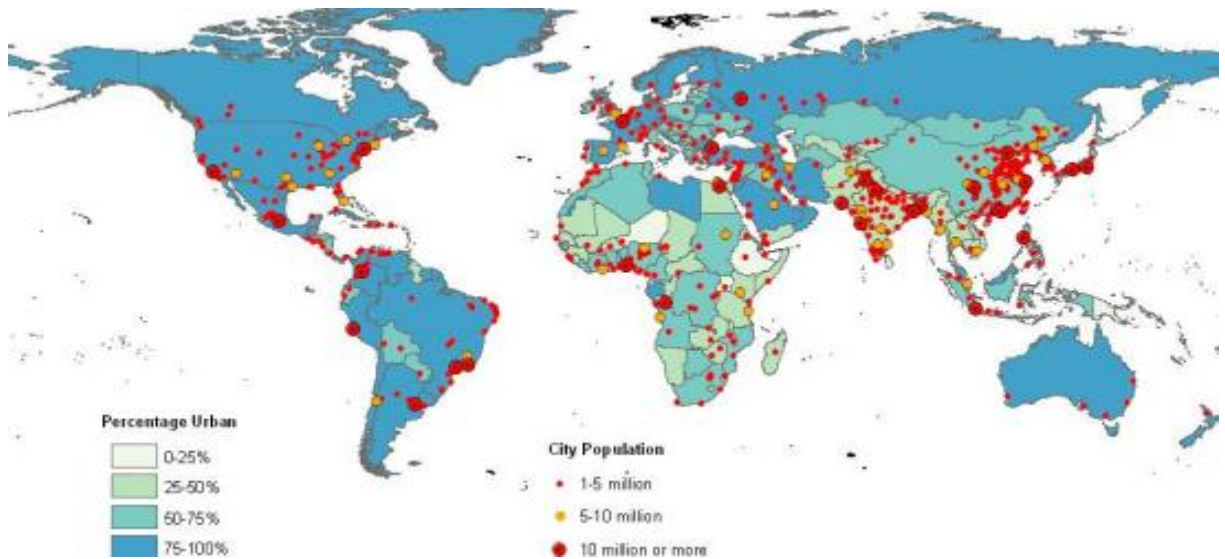 Percentage Urban
0-25%
25-50%
50-75%
75-100%
City Population
1-5 million
5-10 million
10 million or more